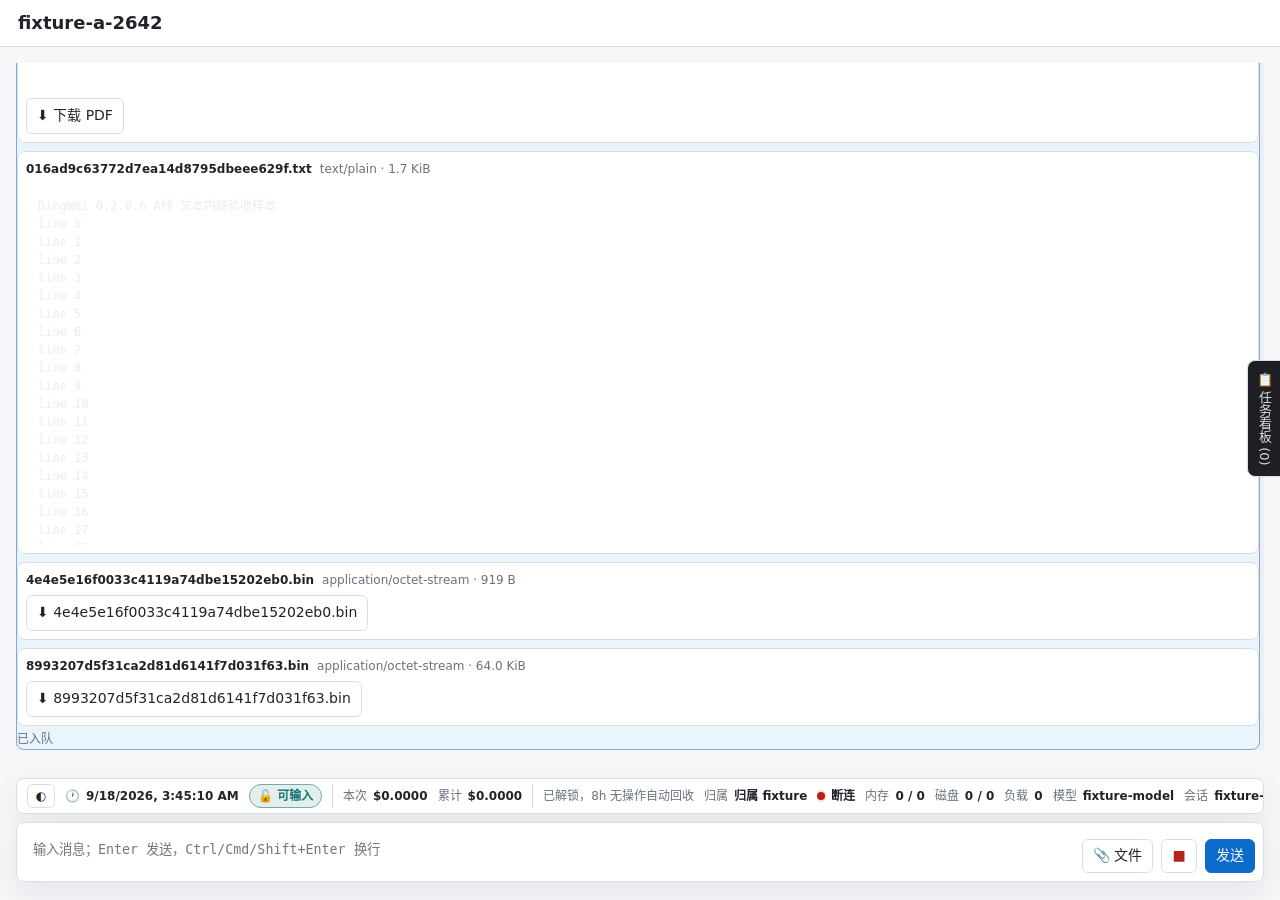 fixture-a-2642
⬇ 下载 PDF
016ad9c63772d7ea14d8795dbeee629f.txt text/plain · 1.7 KiB
DingWei 0.2.0.6 A线 文本内联验收样本
line 0
line 1
line 2
line 3
line 4
line 5
line 6
line 7
line 8
line 9
line 10
line 11
line 12
line 13
line 14
line 15
line 16
line 17
📋 任务看板 (0)
4e4e5e16f0033c4119a74dbe15202eb0.bin application/octet-stream · 919 B
⬇ 4e4e5e16f0033c4119a74dbe15202eb0.bin
8993207d5f31ca2d81d6141f7d031f63.bin application/octet-stream · 64.0 KiB
⬇ 8993207d5f31ca2d81d6141f7d031f63.bin
已入队
◐ 🕐 9/18/2026, 3:45:10 AM 🔓 可输入 本次 $0.0000 累计 $0.0000 已解锁，8h 无操作自动回收 归属 归属 fixture 断连 内存 0 / 0 磁盘 0 / 0 负载 0 模型 fixture-model 会话 fixture-
输入消息；Enter 发送，Ctrl/Cmd/Shift+Enter 换行
📎 文件 ■ 发送